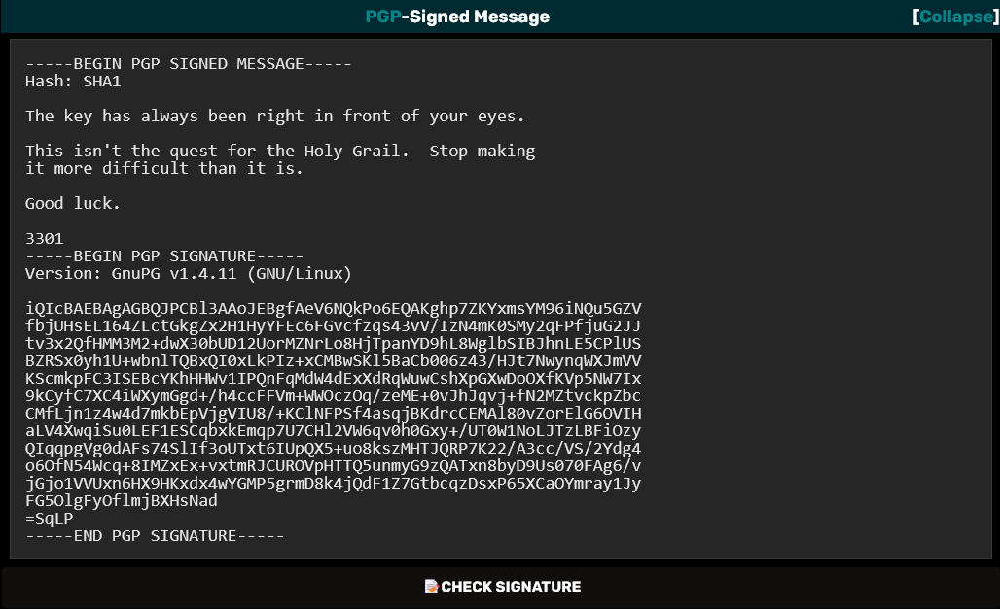 PGP-Signed Message
[Collapse]
-----BEGIN PGP SIGNED MESSAGE-----
Hash: SHA1
The key has always been right in front of your eyes.
This isn't the quest for the Holy Grail.  Stop making
it more difficult than it is.
Good luck.
3301
-----BEGIN PGP SIGNATURE-----
Version: GnuPG v1.4.11 (GNU/Linux)
iQIcBAEBAgAGBQJPCBl3AAoJEBgfAeV6NQkPo6EQAKghp7ZKYxmsYM96iNQu5GZV
fbjUHsEL164ZLctGkgZx2H1HyYFEc6FGvcfzqs43vV/IzN4mK0SMy2qFPfjuG2JJ
tv3x2QfHMM3M2+dwX30bUD12UorMZNrLo8HjTpanYD9hL8WglbSIBJhnLE5CPlUS
BZRSx0yh1U+wbnlTQBxQI0xLkPIz+xCMBwSKl5BaCb006z43/HJt7NwynqWXJmVV
KScmkpFC3ISEBcYKhHHWv1IPQnFqMdW4dExXdRqWuwCshXpGXwDoOXfKVp5NW7Ix
9kCyfC7XC4iWXymGgd+/h4ccFFVm+WWOczOq/zeME+0vJhJqvj+fN2MZtvckpZbc
CMfLjn1z4w4d7mkbEpVjgVIU8/+KClNFPSf4asqjBKdrcCEMAl80vZorElG6OVIH
aLV4XwqiSu0LEF1ESCqbxkEmqp7U7CHl2VW6qv0h0Gxy+/UT0W1NoLJTzLBFiOzy
QIqqpgVg0dAFs74SlIf3oUTxt6IUpQX5+uo8kszMHTJQRP7K22/A3cc/VS/2Ydg4
o6OfN54Wcq+8IMZxEx+vxtmRJCUROVpHTTQ5unmyG9zQATxn8byD9Us070FAg6/v
jGjo1VVUxn6HX9HKxdx4wYGMP5grmD8k4jQdF1Z7GtbcqzDsxP65XCaOYmray1Jy
FG5OlgFyOflmjBXHsNad
=SqLP
-----END PGP SIGNATURE-----
CHECK SIGNATURE